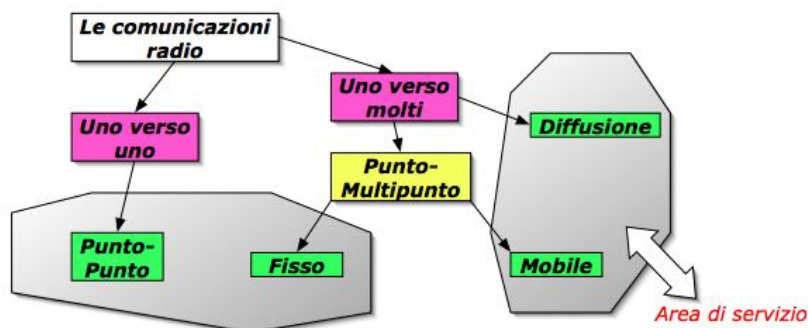 Le comunicazioni
radio
Uno verso
molti
Uno verso
uno
Diffusione
Punto-
Multipunto
Punto-
Punto
Fisso
Mobile
Area di servizio